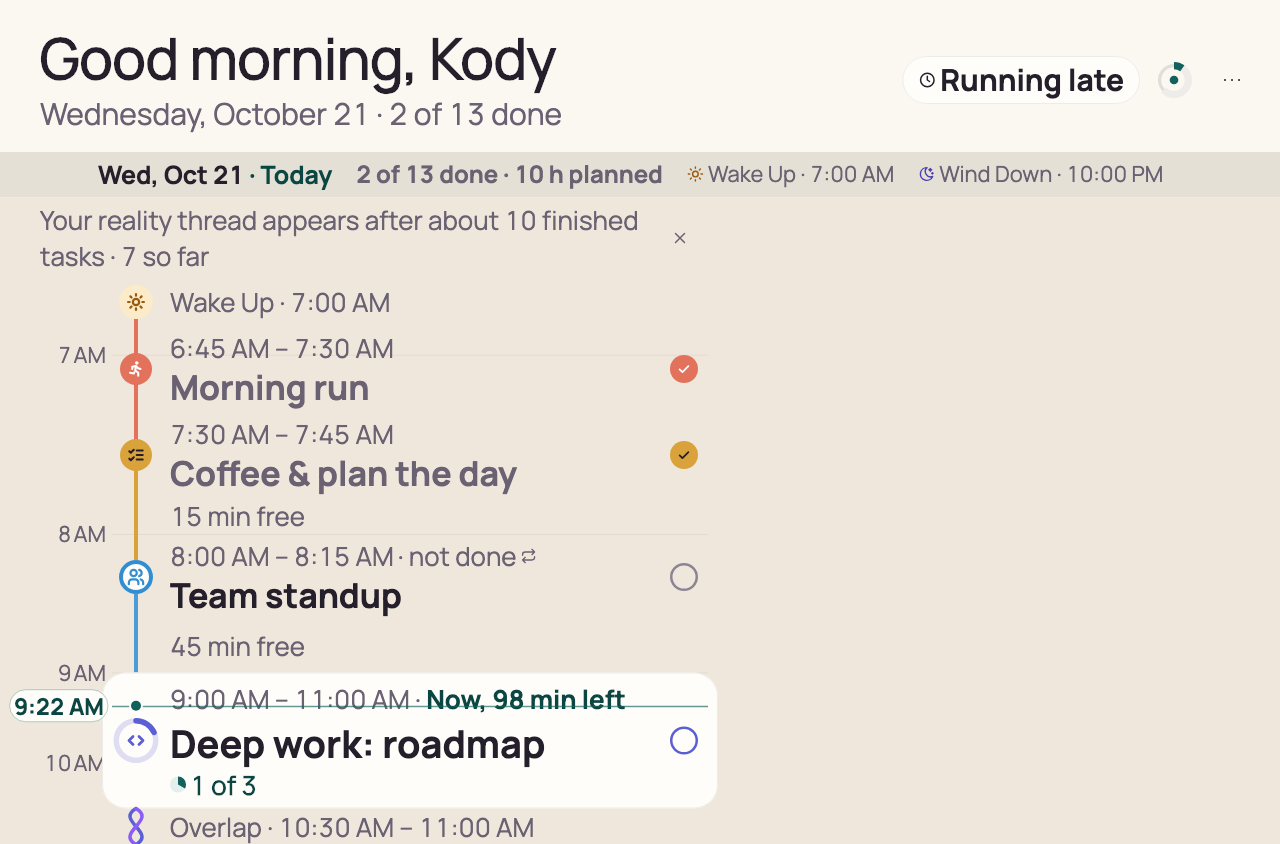 Good morning, Kody
Wednesday, October 21 · 2 of 13 done
Running late
Wed, Oct 21 · Today 2 of 13 done · 10 h planned Wake Up · 7:00 AM Wind Down · 10:00 PM
Your reality thread appears after about 10 finished
tasks · 7 so far
Wake Up · 7:00 AM
7 AM
6:45 AM – 7:30 AM
Morning run
7:30 AM – 7:45 AM
Coffee & plan the day
15 min free
8 AM
8:00 AM – 8:15 AM · not done
Team standup
45 min free
9 AM
9:00 AM – 11:00 AM · Now, 98 min left
9:22 AM
Deep work: roadmap
10 AM
1 of 3
Overlap · 10:30 AM – 11:00 AM